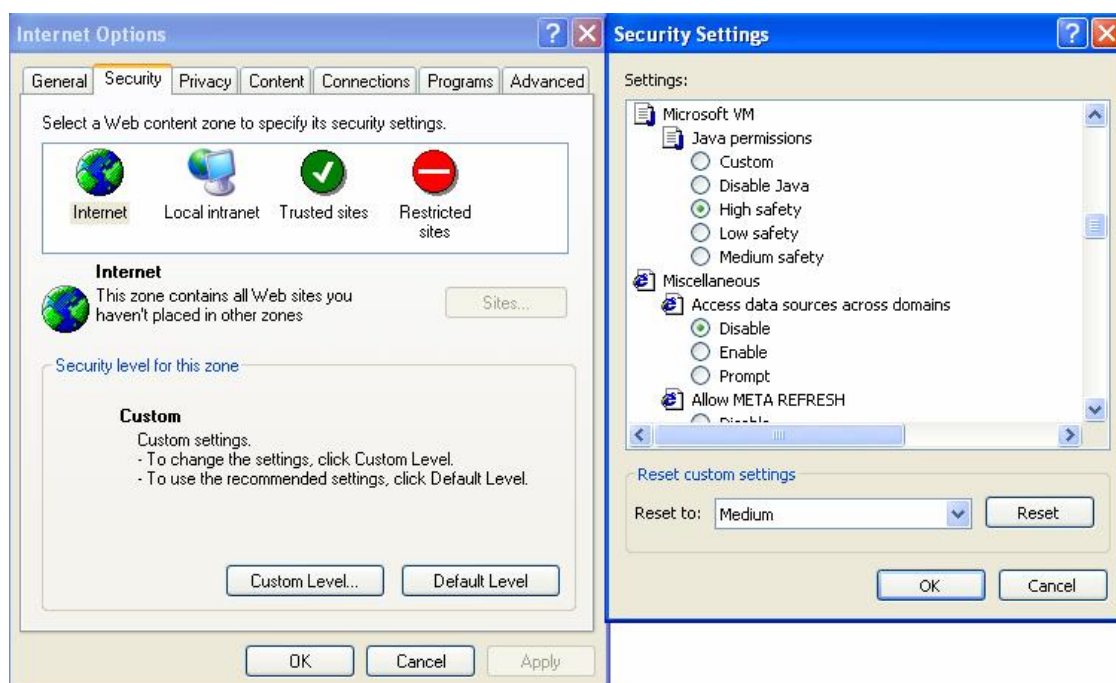 Internet Options
General Security Privacy Content Connections Programs Advanced
Select a Web content zone to specify its security settings.
Internet Local intranet Trusted sites Restricted
sites
Internet
This zone contains all Web sites you
haven't placed in other zones
Sites...
Security level for this zone
Custom
Custom settings.
- To change the settings, click Custom Level.
- To use the recommended settings, click Default Level.
Custom Level... Default Level
OK Cancel Apply
Security Settings
Settings:
Microsoft VM
Java permissions
Custom
Disable Java
High safety
Low safety
Medium safety
Miscellaneous
Access data sources across domains
Disable
Enable
Prompt
Allow META REFRESH
Disable
Reset custom settings
Reset to: Medium Reset
OK Cancel